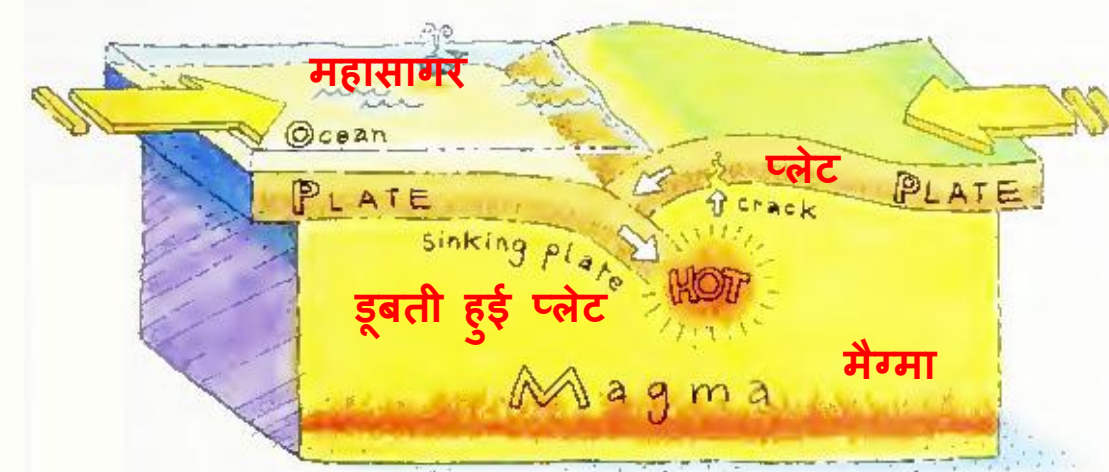 महासागर
Ocean
प्लेट
PLATE
PLATE
crack
sinking plate
HOT
डूबती हुई प्लेट
मैग्मा
Magma